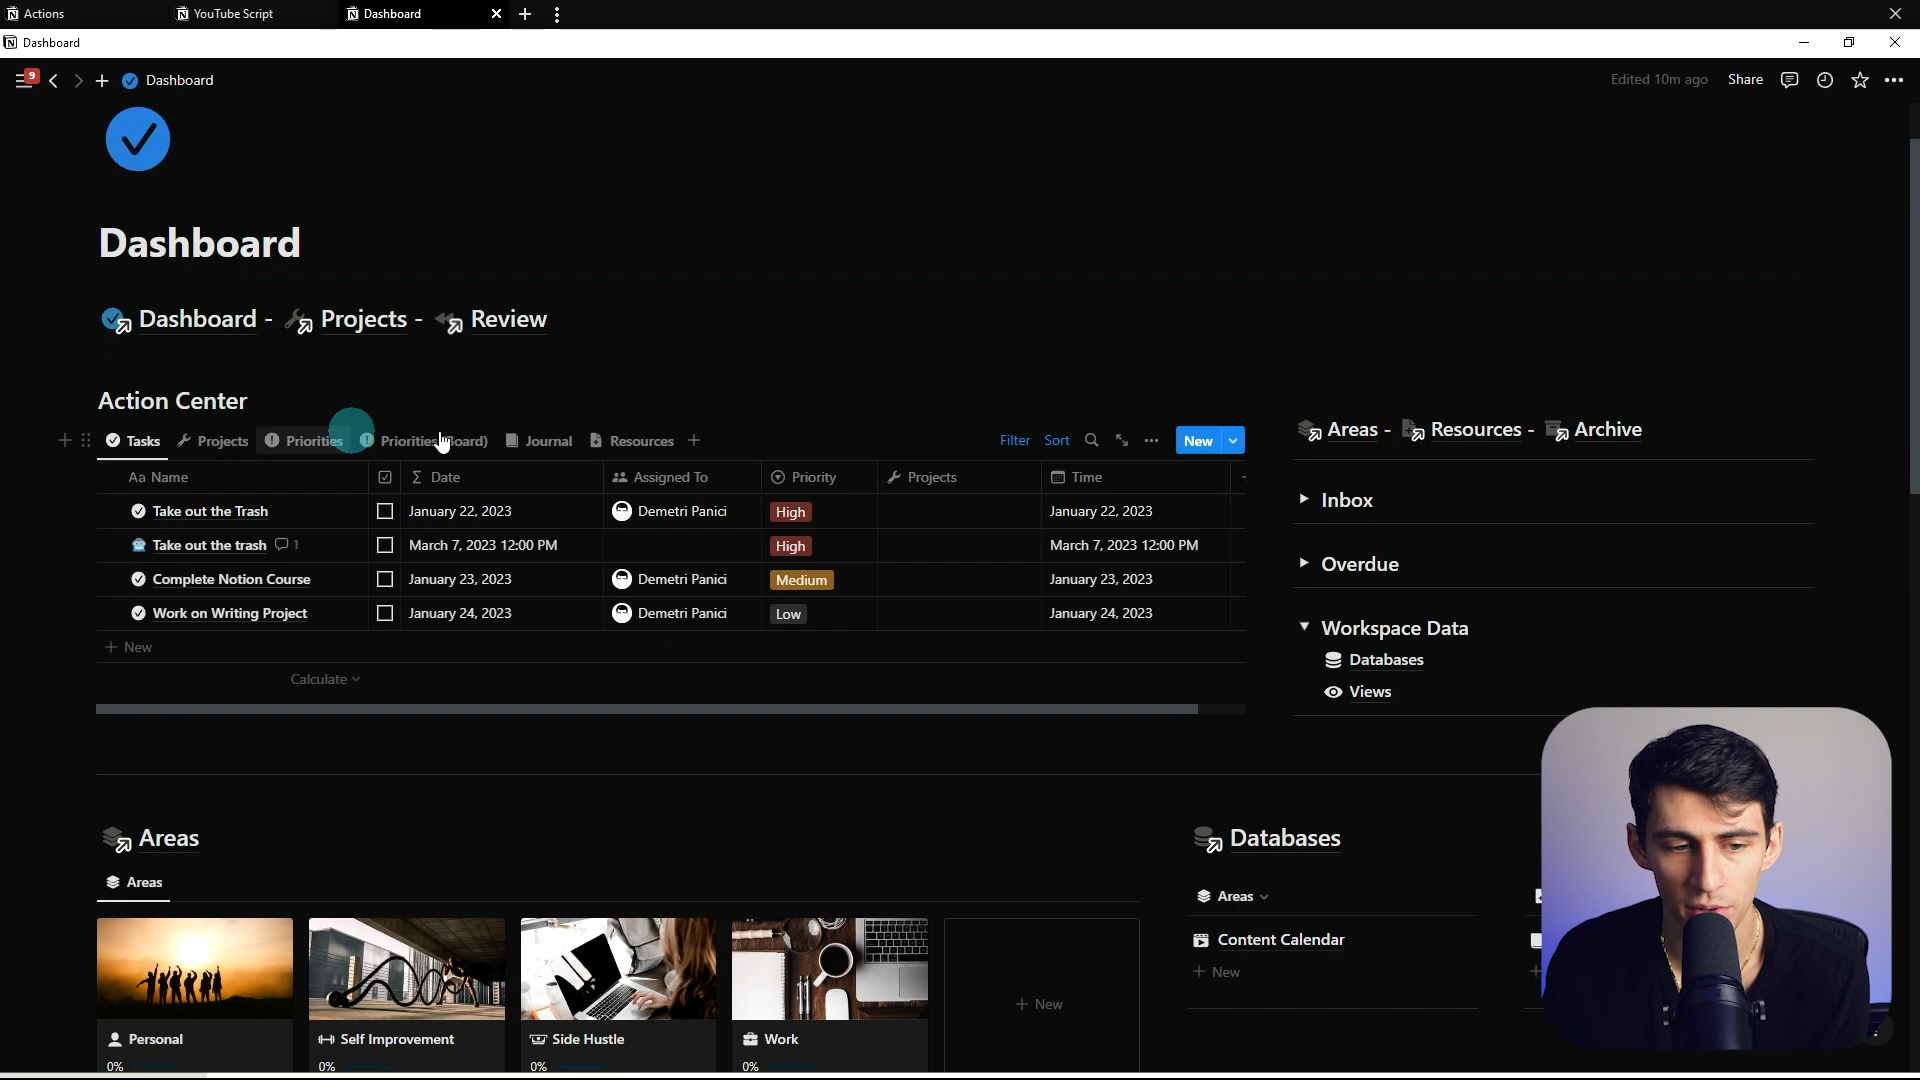 Actions YouTube Script Dashboard
Dashboard
9 Dashboard Edited 10m ago Share
Dashboard
Dashboard - Projects - Review
Action Center
Tasks Projects Priorities Priorities oard) Journal Resources Filter Sort New
Aa Name Date Assigned To Priority Projects Time
Take out the Trash January 22, 2023 Demetri Panici High January 22, 2023
Take out the trash 1 March 7, 2023 12:00 PM High March 7, 2023 12:00 PM
Complete Notion Course January 23, 2023 Demetri Panici Medium January 23, 2023
Work on Writing Project January 24, 2023 Demetri Panici Low January 24, 2023
New
Calculate
Areas - Resources - Archive
Inbox
Overdue
Workspace Data
Databases
Views
Areas
Areas
Personal
0%
Self Improvement
0%
Side Hustle
0%
Work
0%
New
Databases
Areas
Content Calendar
New